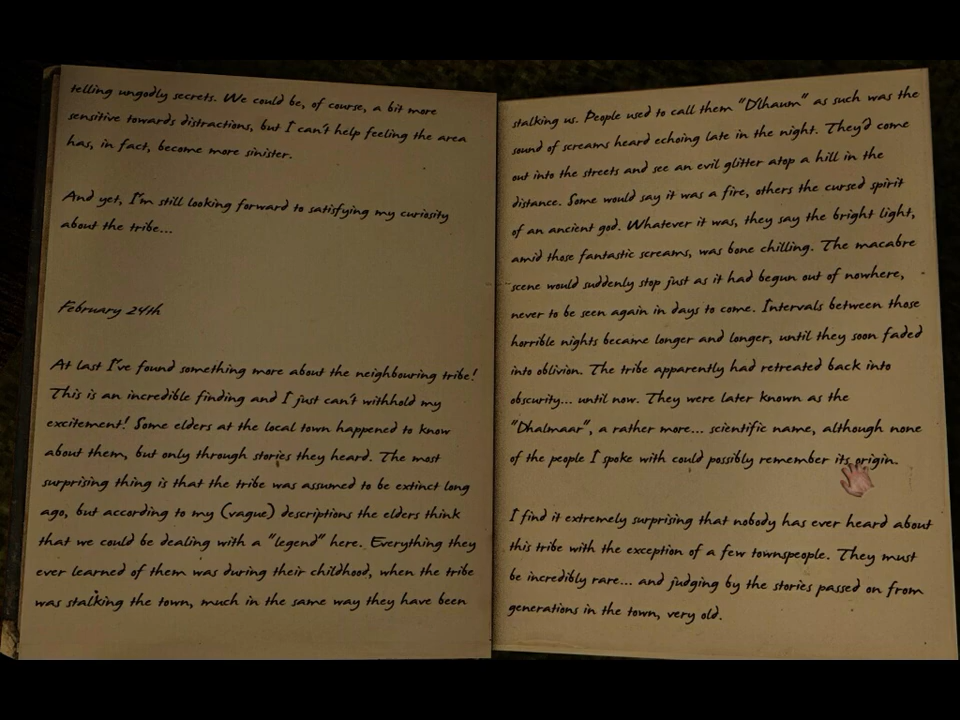 telling ungodly secrets. We could be, of course, a bit more
sensitive towards distractions, but I can't help feeling the area
has, in fact, become more sinister.
And yet, I'm still looking forward to satisfying my curiosity
about the tribe...
February 24th
At last I've found something more about the neighbouring tribe!
This is an incredible finding and I just can't withhold my
excitement! Some elders at the local town happened to know
about them, but only through stories they heard. The most
surprising thing is that the tribe was assumed to be extinct long
ago, but according to my (vague) descriptions the elders think
that we could be dealing with a "legend" here. Everything they
ever learned of them was during their childhood, when the tribe
was stalking the town, much in the same way they have been
stalking us. People used to call them "D'lhaum" as such was the
sound of screams heard echoing late in the night. They'd come
out into the streets and see an evil glitter atop a hill in the
distance. Some would say it was a fire, others the cursed spirit
of an ancient god. Whatever it was, they say the bright light,
amid those fantastic screams, was bone chilling. The macabre
scene would suddenly stop just as it had begun out of nowhere,
never to be seen again in days to come. Intervals between those
horrible nights became longer and longer, until they soon faded
into oblivion. The tribe apparently had retreated back into
obscurity... until now. They were later known as the
"Dhalmaar", a rather more... scientific name, although none
of the people I spoke with could possibly remember its origin.
I find it extremely surprising that nobody has ever heard about
this tribe with the exception of a few townspeople. They must
be incredibly rare... and judging by the stories passed on from
generations in the town, very old.